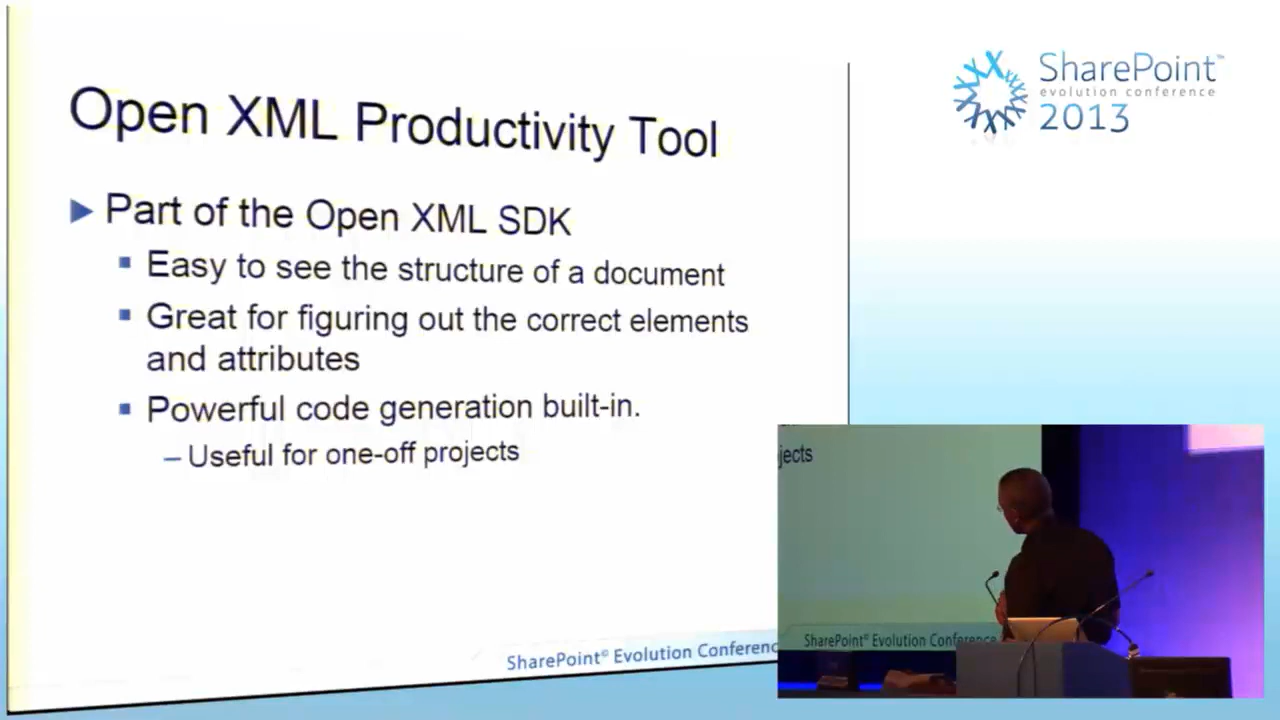 Open XML Productivity Tool
Part of the Open XML SDK
Easy to see the structure of a document
Great for figuring out the correct elements
and attributes
Powerful code generation built-in.
– Useful for one-off projects
SharePoint® Evolution Conferenc
SharePoint™
evolution conference
2013
jects
SharePoint® Evolution Conference